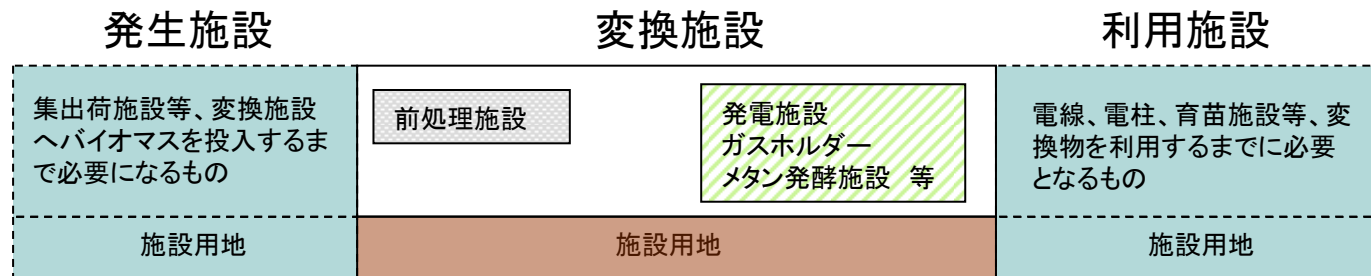 発生施設
変換施設
利用施設
集出荷施設等、変換施設
へバイオマスを投入するま
で必要になるもの
前処理施設
発電施設
ガスホルダー
メタン発酵施設　等
電線、電柱、育苗施設等、変
換物を利用するまでに必要
となるもの
施設用地
施設用地
施設用地